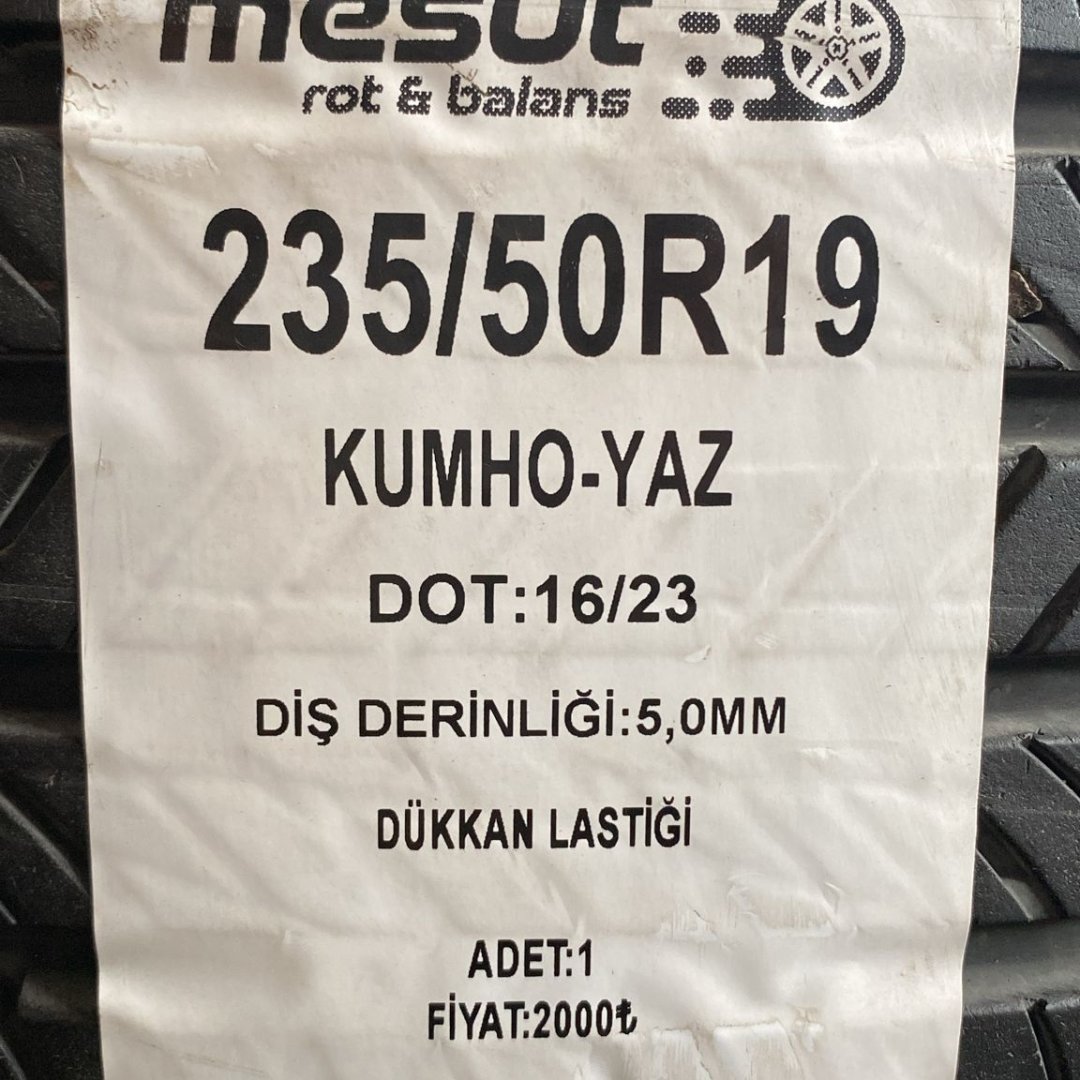 mesut
rot & balans
235/50R19
KUMHO-YAZ
DOT:16/23
DİŞ DERİNLİĞİ:5,0MM
DÜKKAN LASTİĞİ
ADET:1
FİYAT:2000₺